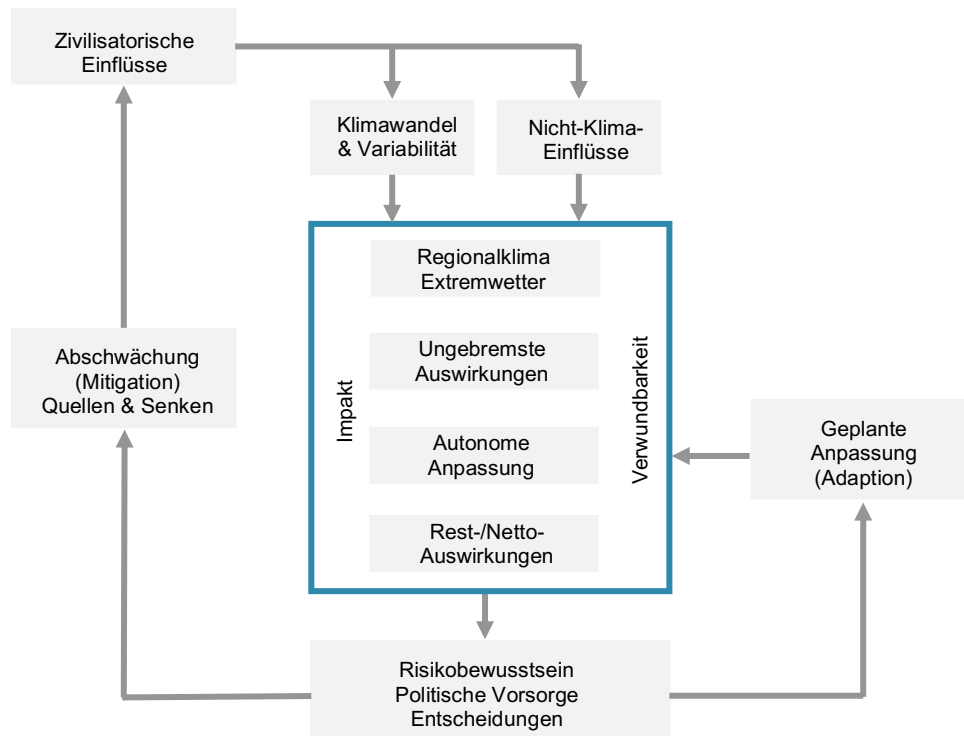 Zivilisatorische
Einflüsse
Klimawandel
& Variabilität
Nicht-Klima-
Einflüsse
Regionalklima
Extremwetter
Ungebremste
Auswirkungen
Impakt
Verwundbarkeit
Autonome
Anpassung
Rest-/Netto-
Auswirkungen
Abschwächung
(Mitigation)
Quellen & Senken
Geplante
Anpassung
(Adaption)
Risikobewusstsein
Politische Vorsorge
Entscheidungen